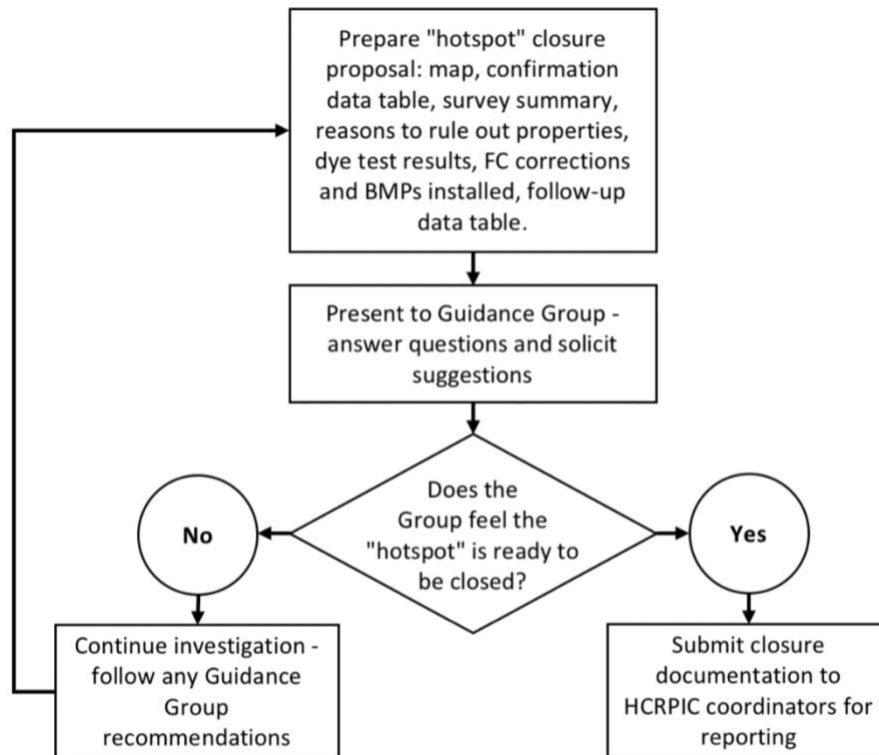 Prepare "hotspot" closure
proposal: map, confirmation
data table, survey summary,
reasons to rule out properties,
dye test results, FC corrections
and BMPs installed, follow-up
data table.
Present to Guidance Group -
answer questions and solicit
suggestions
Does the
Group feel the
"hotspot" is ready to
be closed?
No
Yes
Continue investigation -
follow any Guidance
Group
recommendations
Submit closure
documentation to
HCRPIC coordinators for
reporting